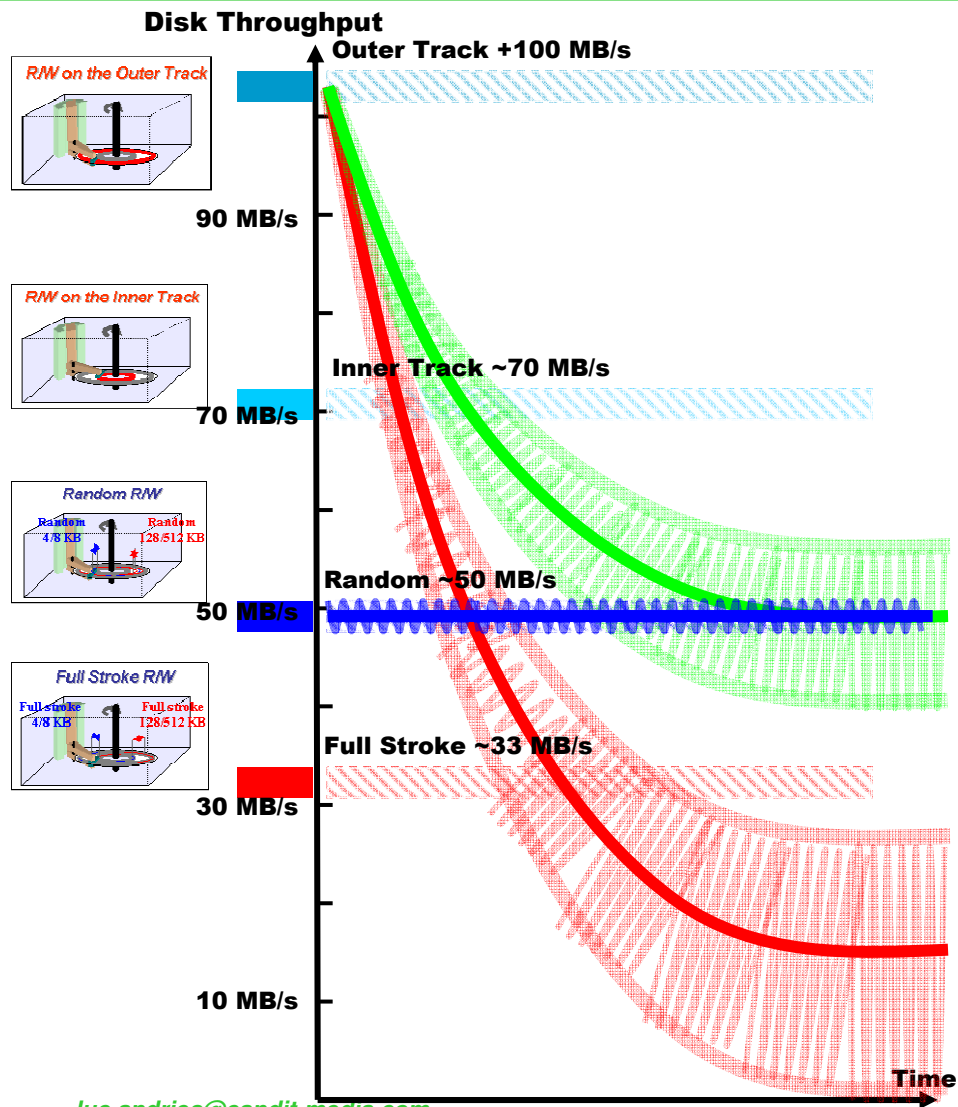 Disk Throughput
Outer Track +100 MB/s
R/W on the Outer Track
90 MB/s
R/W on the Inner Track
Inner Track ~70 MB/s
70 MB/s
Random R/W
Random
4/8 KB
Random
128/512 KB
Random ~50 MB/s
50 MB/s
Full Stroke R/W
Full stroke
4/8 KB
Full stroke
128/512 KB
Full Stroke ~33 MB/s
30 MB/s
10 MB/s
Time